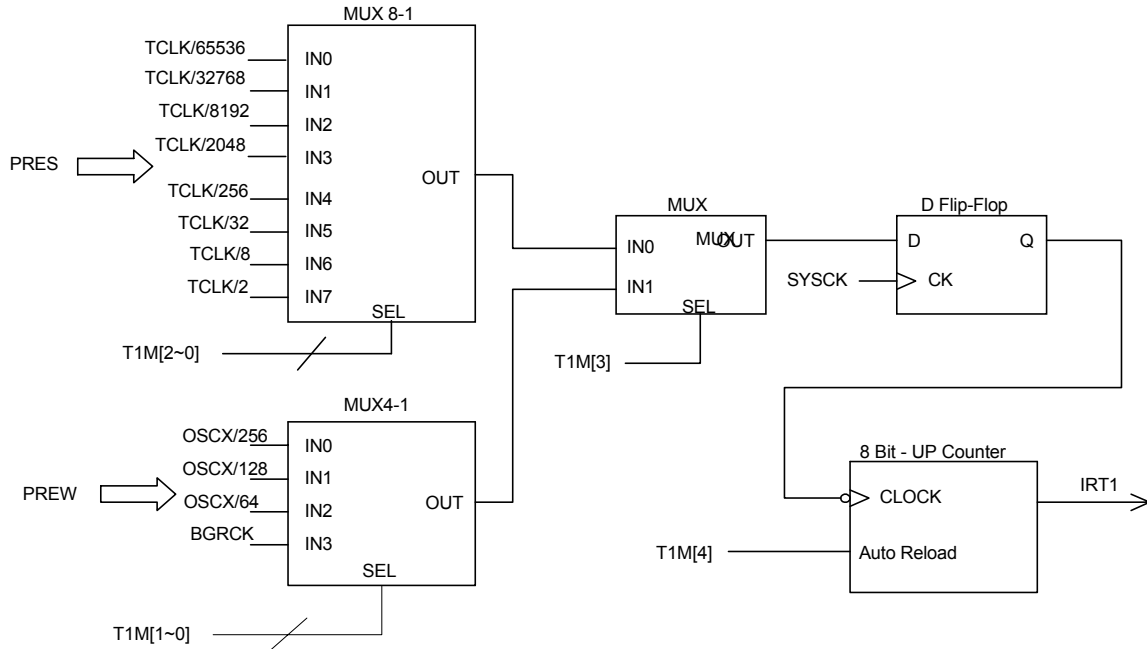 MUX 8-1
TCLK/65536
IN0
TCLK/32768
IN1
TCLK/8192
IN2
TCLK/2048
IN3
PRES
OUT
TCLK/256
IN4
TCLK/32
IN5
TCLK/8
IN6
TCLK/2
IN7
SEL
T1M[2~0]
MUX
IN0
MUX
OUT
IN1
SEL
T1M[3]
D Flip-Flop
D
Q
SYSCK
CK
MUX4-1
OSCX/256
IN0
OSCX/128
IN1
PREW
OSCX/64
IN2
OUT
BGRCK
IN3
SEL
T1M[1~0]
8 Bit - UP Counter
CLOCK
IRT1
T1M[4]
Auto Reload